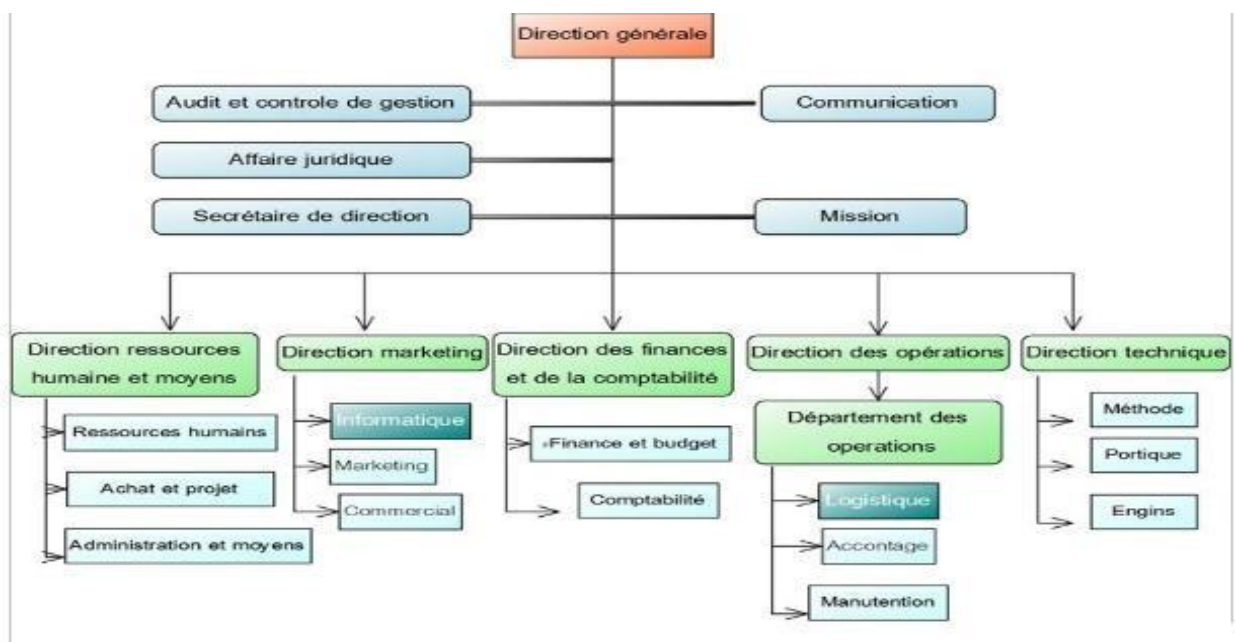 Direction générale
Audit et controle de gestion
Communication
Affaire juridique
Secrétaire de direction
Mission
Direction ressources
humaine et moyens
Ressources humains
Achat et projet
Administration et moyens
Direction marketing
Informatique
Marketing
Commercial
Direction des finances
et de la comptabilité
Finance et budget
Comptabilité
Direction des opérations
Département des
operations
Logistique
Accontage
Manutention
Direction technique
Méthode
Portique
Engins